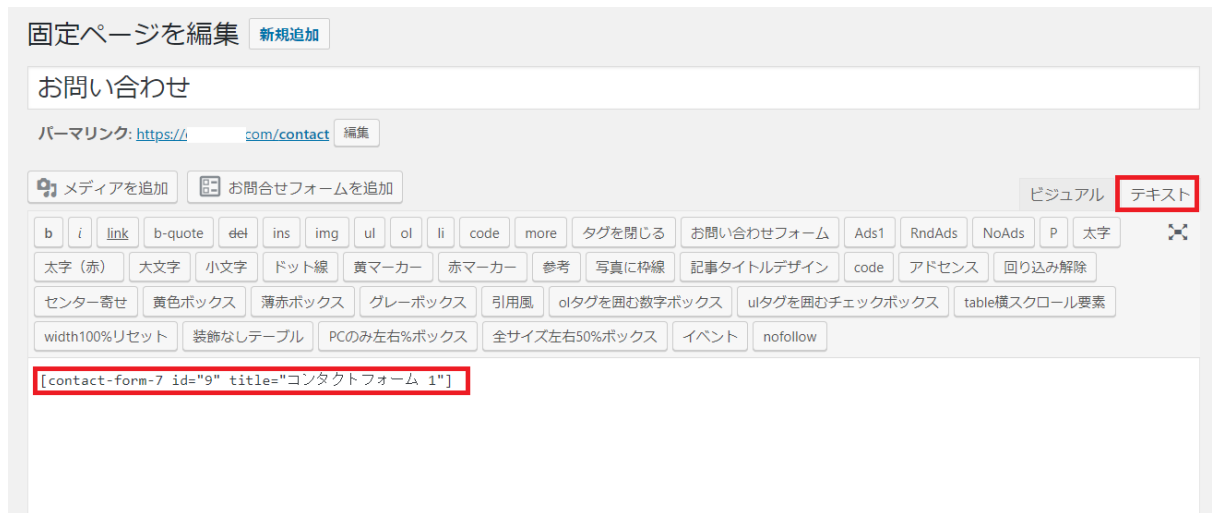 固定ページを編集 新規追加
お問い合わせ
パーマリンク: https:// com/contact 編集
メディアを追加 お問合せフォームを追加
ビジュアル テキスト
b i link b-quote del ins img ul ol li code more タグを閉じる お問い合わせフォーム Ads1 RndAds NoAds P 太字
太字（赤） 大文字 小文字 ドット線 黄マーカー 赤マーカー 参考 写真に枠線 記事タイトルデザイン code アドセンス 回り込み解除
センター寄せ 黄色ボックス 薄赤ボックス グレーボックス 引用風 olタグを囲む数字ボックス ulタグを囲むチェックボックス table横スクロール要素
width100%リセット 装飾なしテーブル PCのみ左右%ボックス 全サイズ左右50%ボックス イベント nofollow
[contact-form-7 id="9" title="コンタクトフォーム 1"]